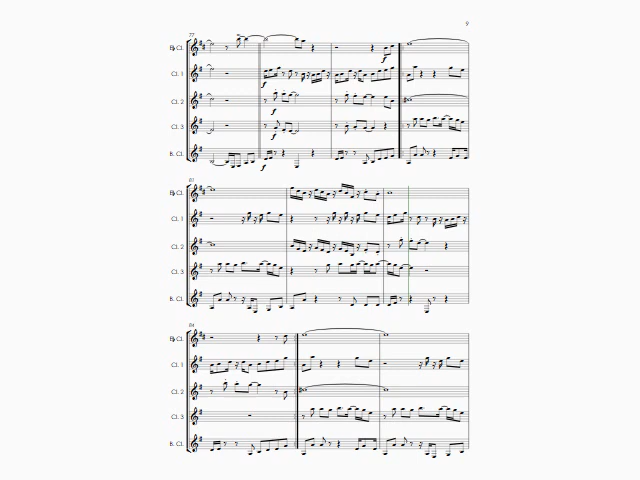 9
77
E♭ Cl.
f
Cl. 1
f
Cl. 2
f
Cl. 3
f
B. Cl.
f
81
E♭ Cl.
Cl. 1
Cl. 2
Cl. 3
B. Cl.
84
E♭ Cl.
Cl. 1
Cl. 2
Cl. 3
B. Cl.